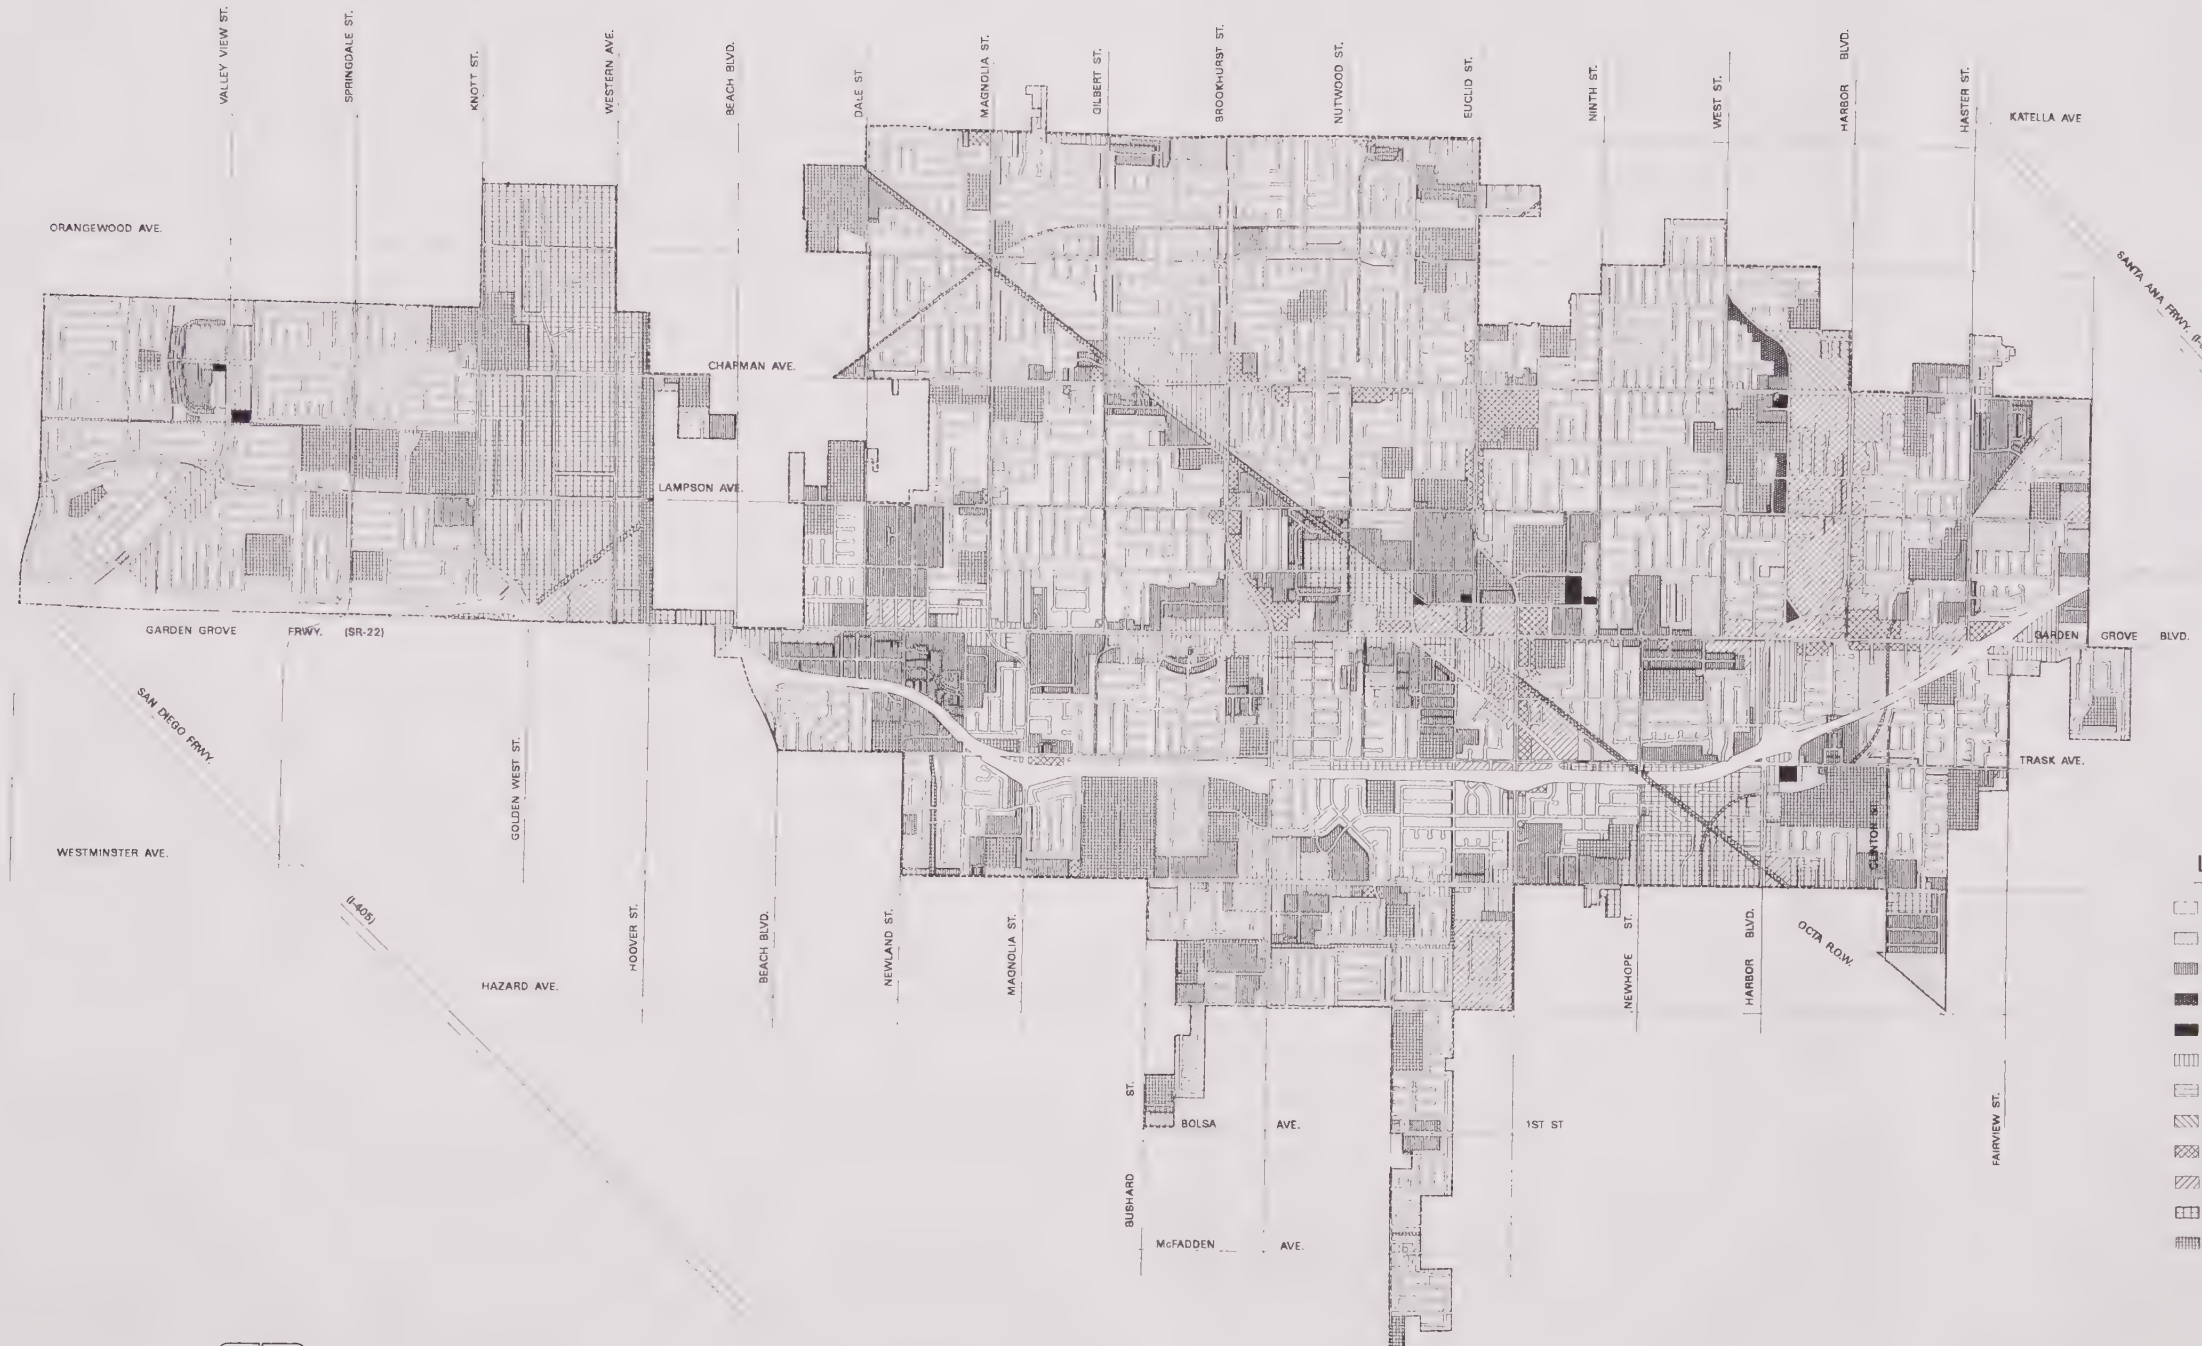 VALLEY VIEW ST.
SPRINGDALE ST.
KNOTT ST.
WESTERN AVE.
BEACH BLVD.
DALE ST
MAGNOLIA ST.
GILBERT ST.
BROOKHURST ST.
NUTWOOD ST.
EUCLID ST.
NINTH ST.
WEST ST.
HARBOR BLVD.
HASTER ST.
KATELLA AVE
ORANGEWOOD AVE.
SANTA ANA FRWY.
CHAPMAN AVE.
LAMPSON AVE.
GARDEN GROVE FRWY. (SR-22)
GARDEN GROVE BLVD.
SAN DIEGO FRWY.
TRASK AVE.
GOLDEN WEST ST.
WESTMINSTER AVE.
CLINTON ST.
(I-405)
HOOVER ST.
BEACH BLVD.
NEWLAND ST.
MAGNOLIA ST.
NEWHOPE ST.
HARBOR BLVD.
OCTA R.O.W.
HAZARD AVE.
BUSHARD ST.
BOLSA AVE.
1ST ST
FAIRVIEW ST.
McFADDEN AVE.